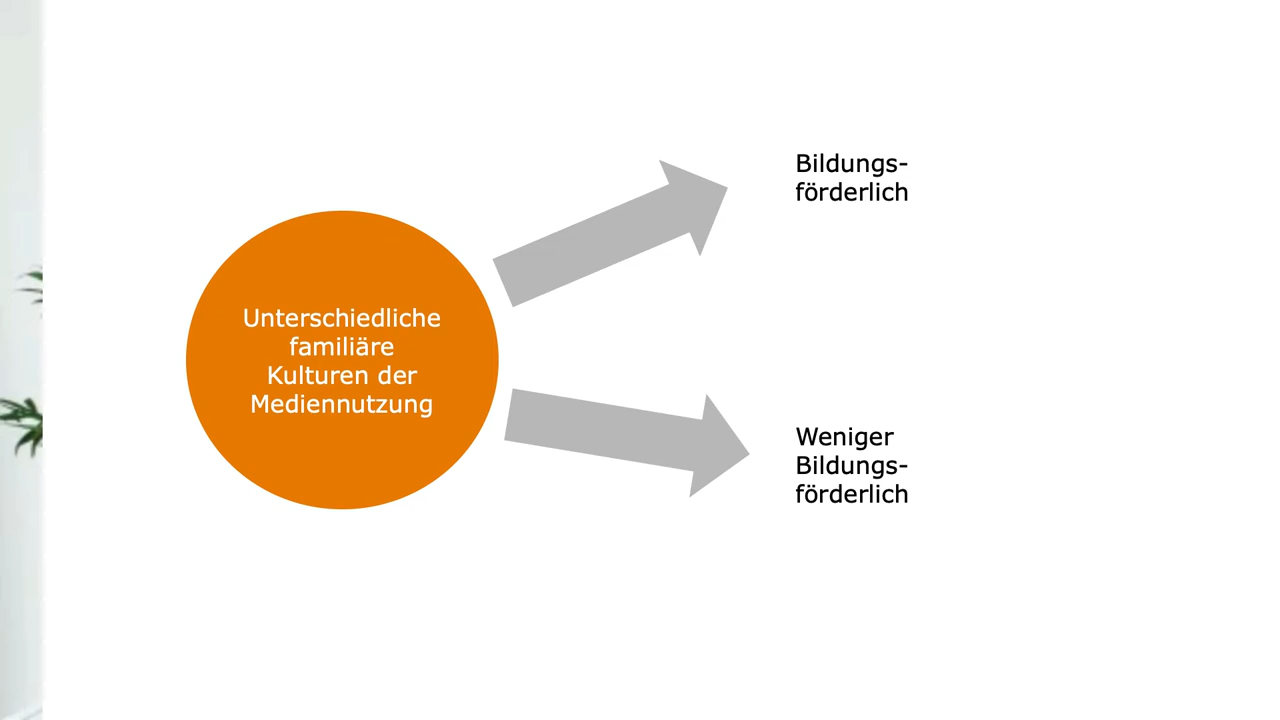 Unterschiedliche
familiäre
Kulturen der
Mediennutzung
Bildungs-
förderlich
Weniger
Bildungs-
förderlich